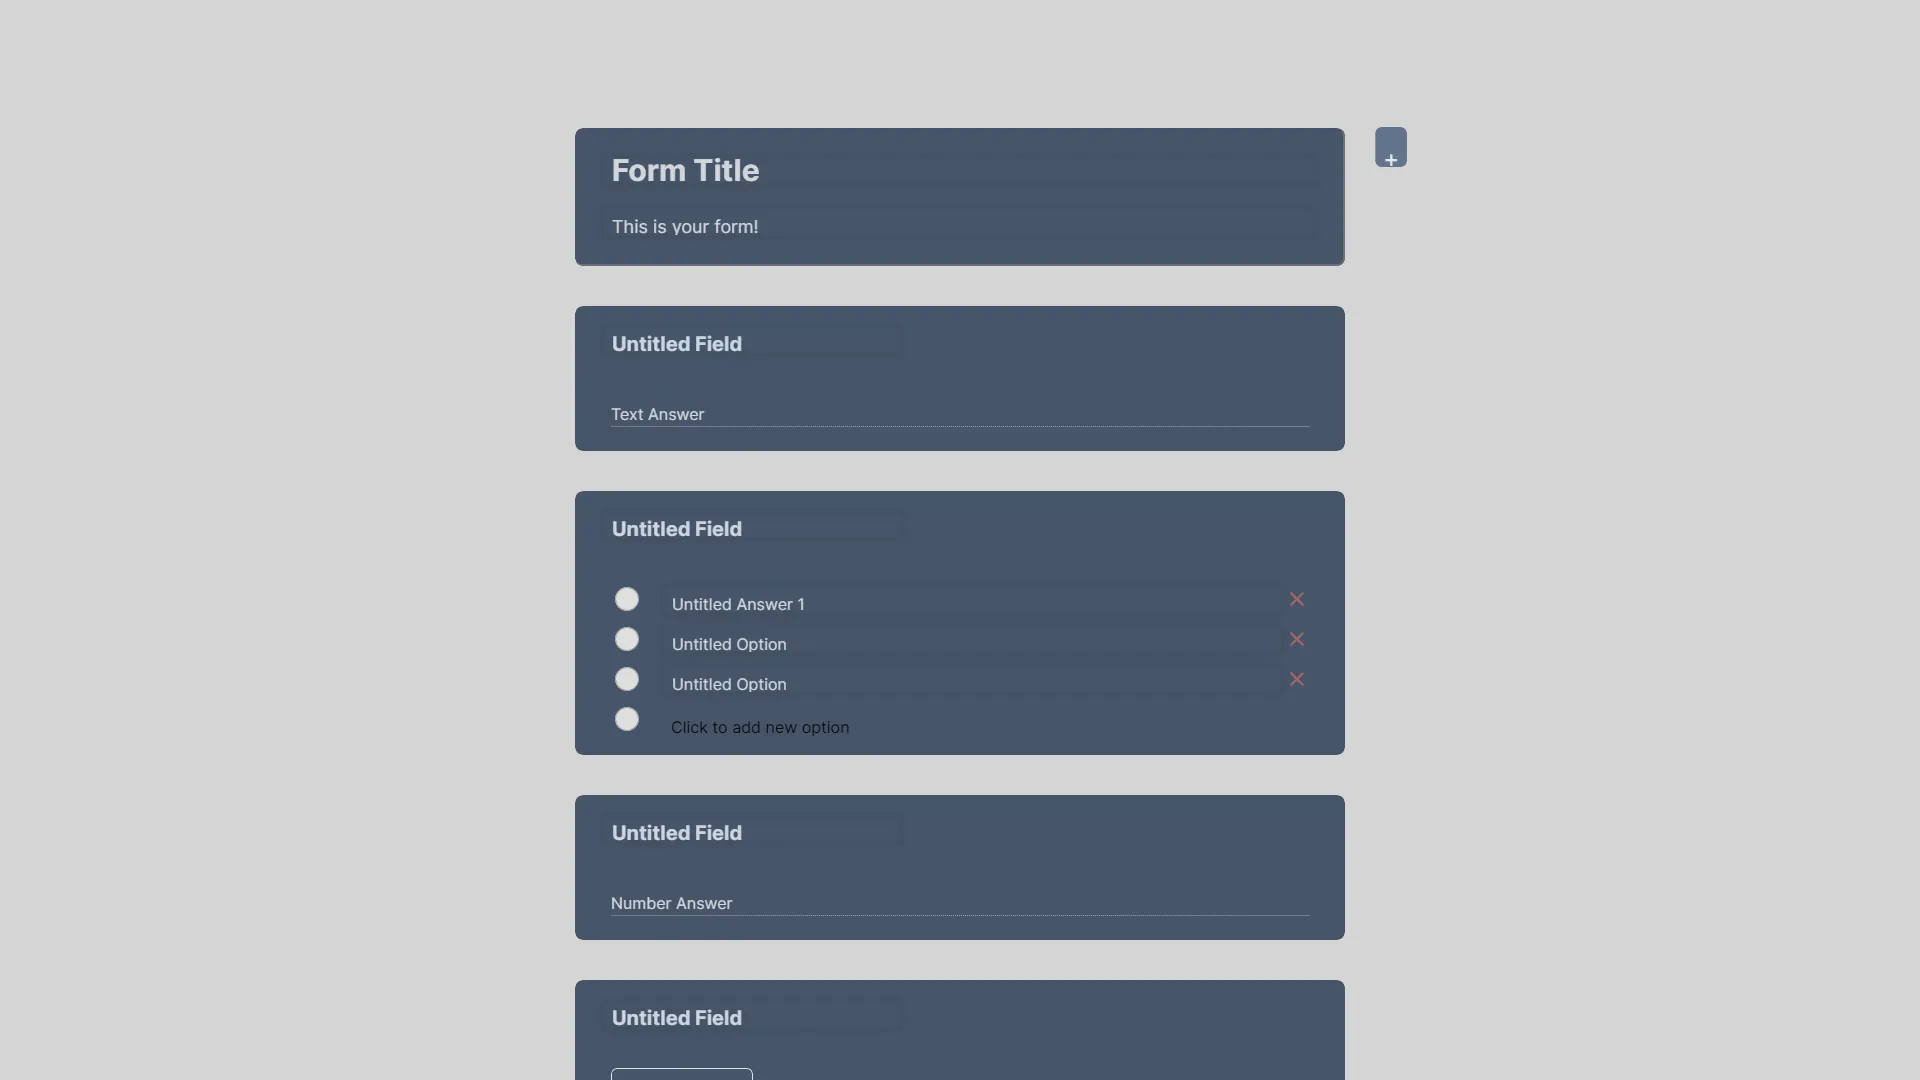 Form Title
+
This is your form!
Untitled Field
Text Answer
Untitled Field
Untitled Answer 1
Untitled Option
Untitled Option
Click to add new option
Untitled Field
Number Answer
Untitled Field